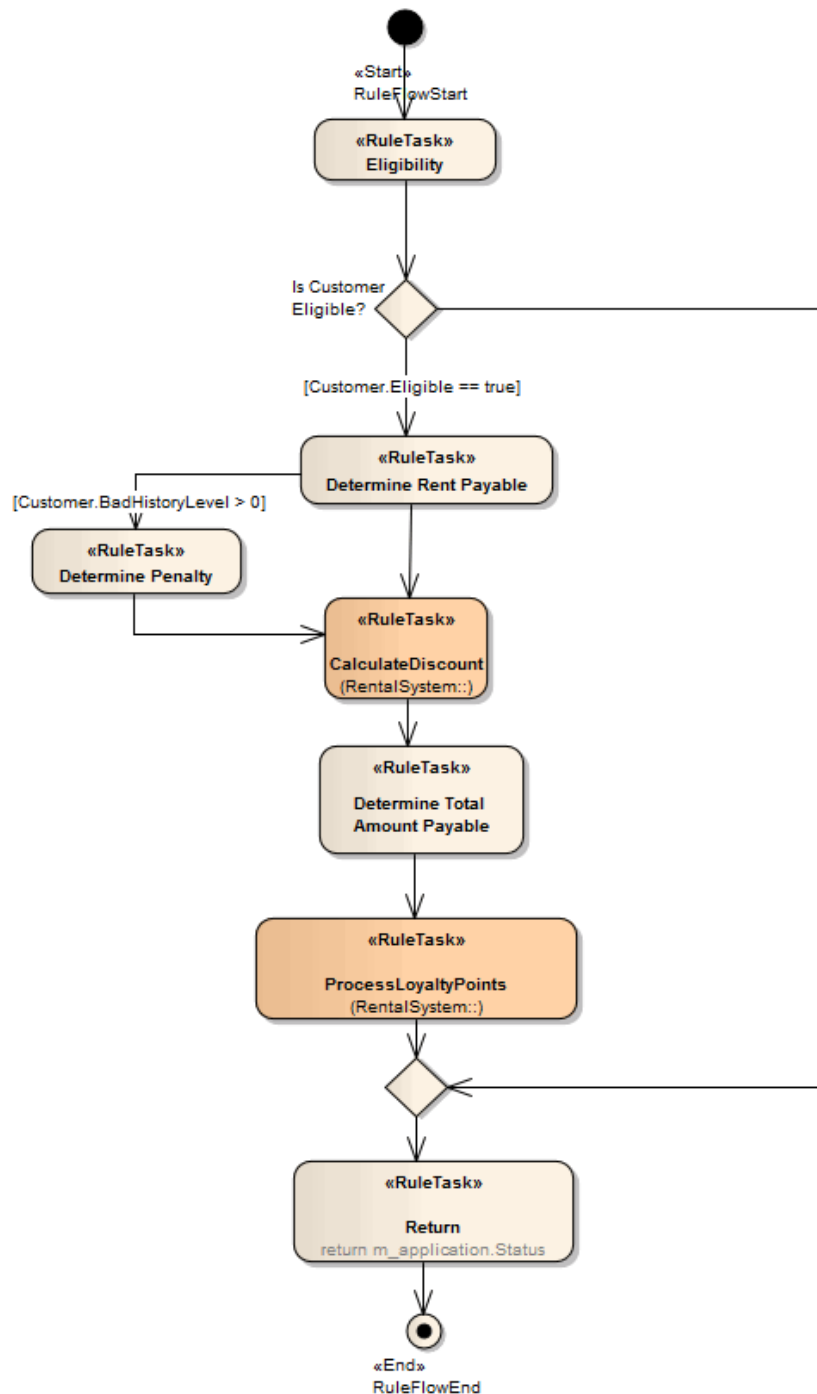 «Start»
RuleFlowStart
«RuleTask»
Eligibility
Is Customer
Eligible?
[Customer.Eligible == true]
«RuleTask»
Determine Rent Payable
[Customer.BadHistoryLevel > 0]
«RuleTask»
Determine Penalty
«RuleTask»
CalculateDiscount
(RentalSystem::)
«RuleTask»
Determine Total
Amount Payable
«RuleTask»
ProcessLoyaltyPoints
(RentalSystem::)
«RuleTask»
Return
return m_application.Status
«End»
RuleFlowEnd